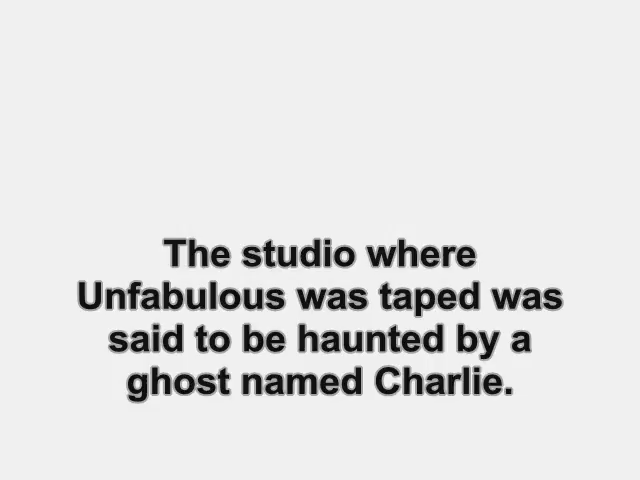 The studio where
Unfabulous was taped was
said to be haunted by a
ghost named Charlie.